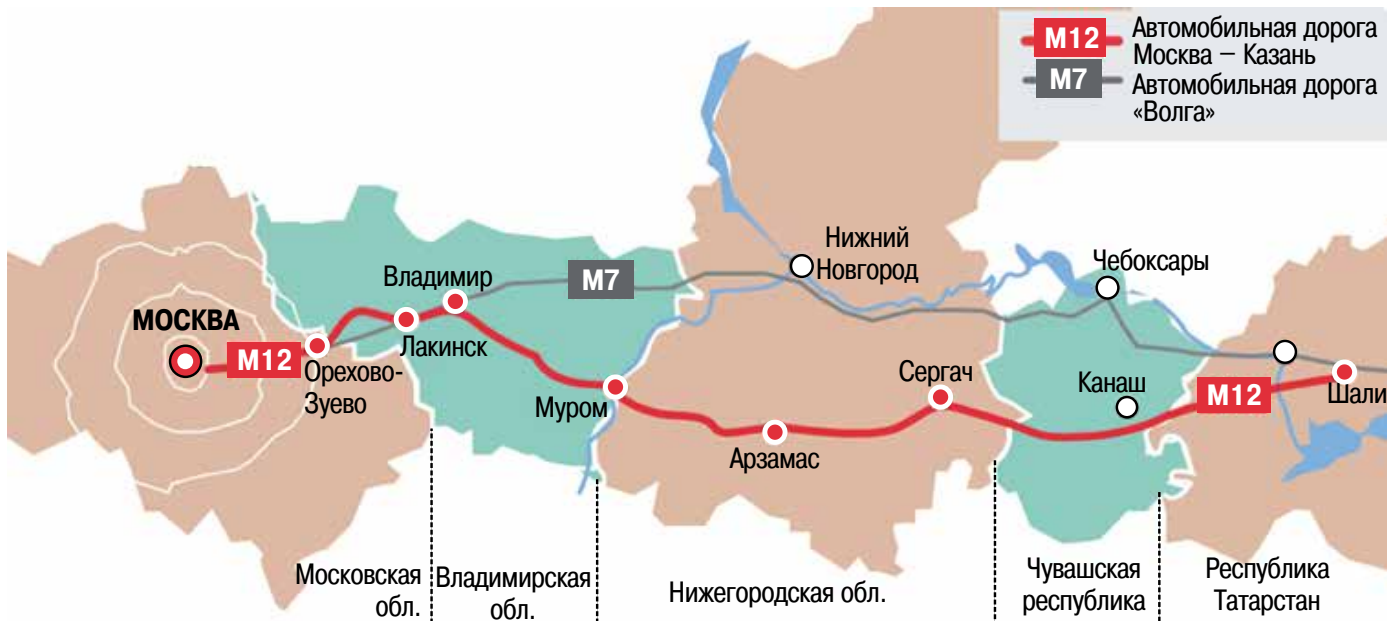 М12
Автомобильная дорога
Москва – Казань
М7
Автомобильная дорога
«Волга»
Нижний
Новгород
Чебоксары
Владимир
М7
МОСКВА
М12
Лакинск
Орехово-
Зуево
Муром
Арзамас
Сергач
Канаш
М12
Шали
Московская
обл.
Владимирская
обл.
Нижегородская обл.
Чувашская
республика
Республика
Татарстан